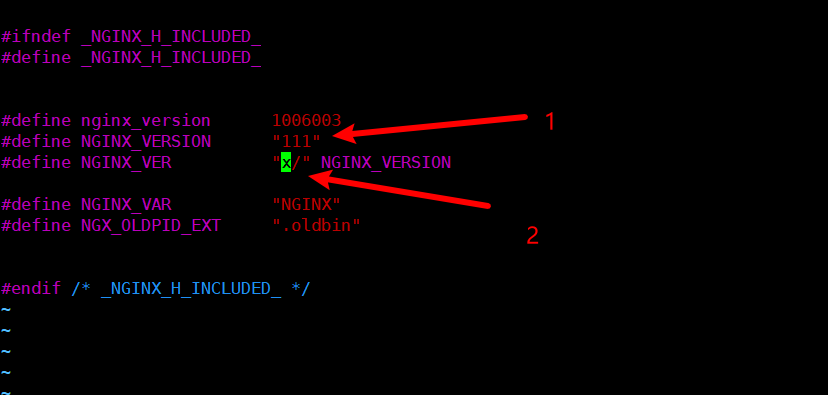 #ifndef _NGINX_H_INCLUDED_
#define _NGINX_H_INCLUDED_
#define nginx_version      1006003
#define NGINX_VERSION      "111"
#define NGINX_VER          "x/" NGINX_VERSION
#define NGINX_VAR          "NGINX"
#define NGX_OLDPID_EXT     ".oldbin"
#endif /* _NGINX_H_INCLUDED_ */
~
~
~
~
~
1
2